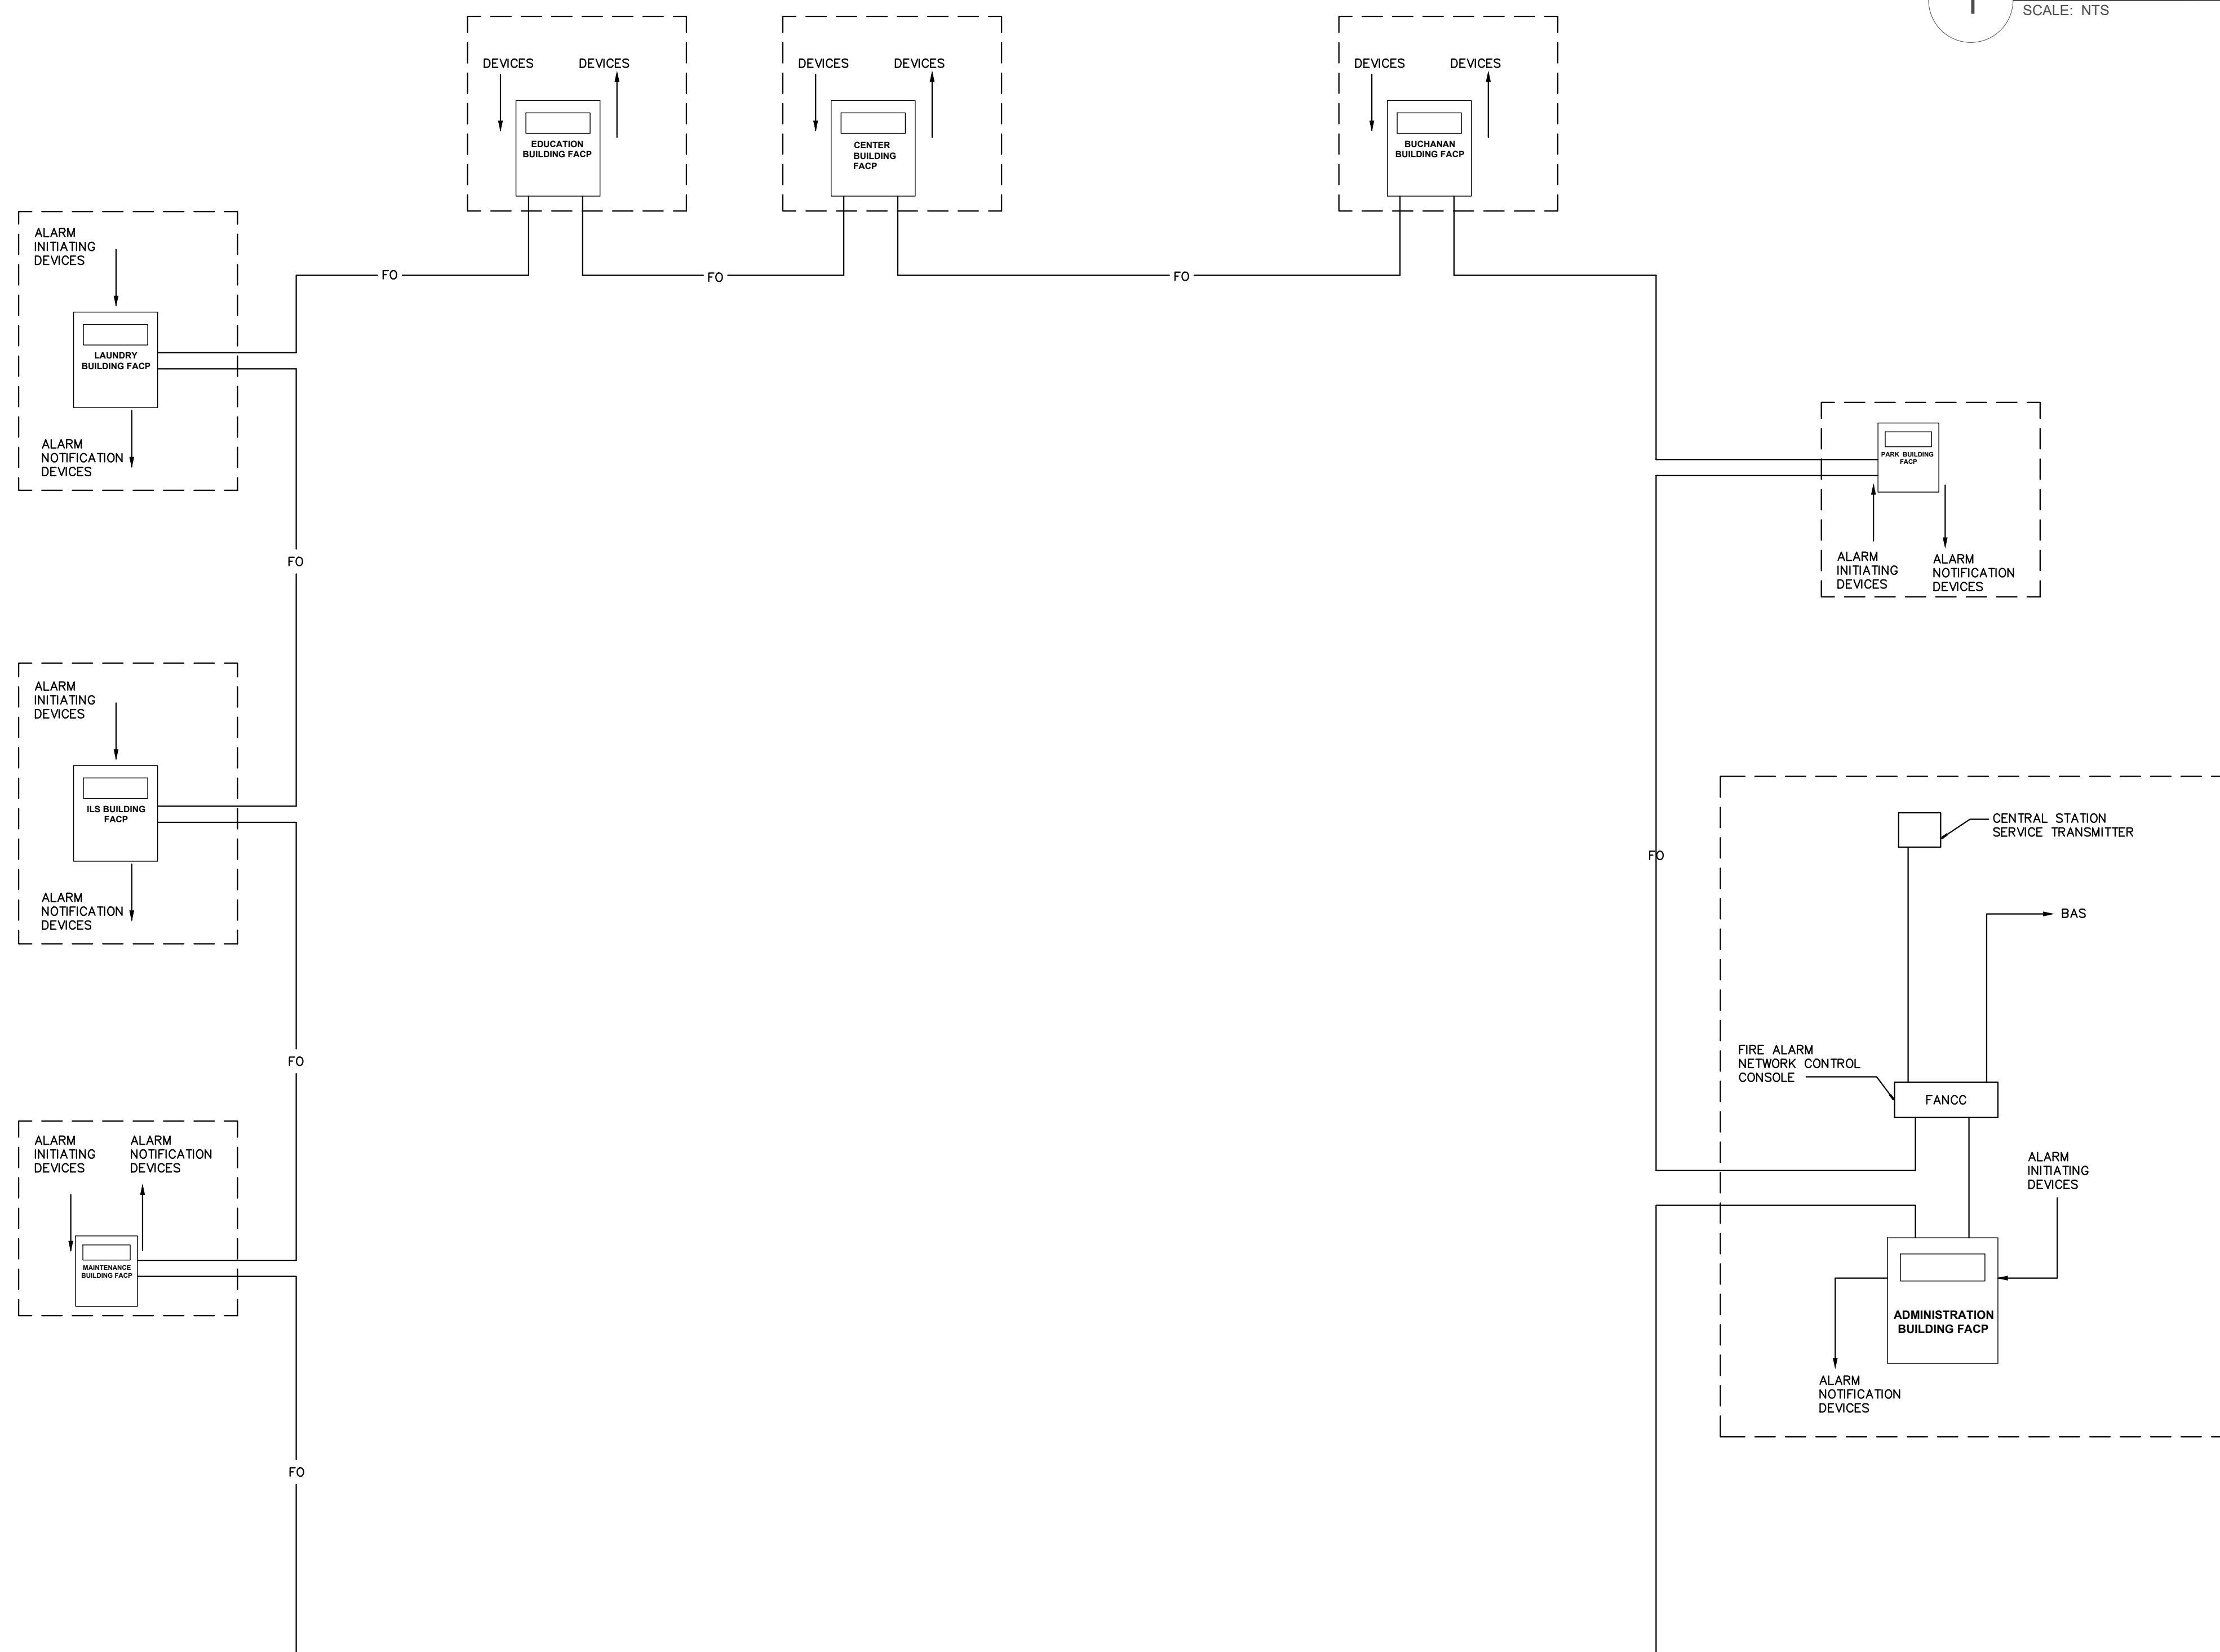 SCALE: NTS
DEVICES
DEVICES
EDUCATION
BUILDING FACP
DEVICES
DEVICES
CENTER
BUILDING
FACP
DEVICES
DEVICES
BUCHANAN
BUILDING FACP
FO
FO
FO
ALARM
INITIATING
DEVICES
LAUNDRY
BUILDING FACP
ALARM
NOTIFICATION
DEVICES
PARK BUILDING
FACP
ALARM
INITIATING
DEVICES
ALARM
NOTIFICATION
DEVICES
FO
ALARM
INITIATING
DEVICES
ILS BUILDING
FACP
ALARM
NOTIFICATION
DEVICES
FO
CENTRAL STATION
SERVICE TRANSMITTER
BAS
FIRE ALARM
NETWORK CONTROL
CONSOLE
FANCC
FO
ALARM
INITIATING
DEVICES
ALARM
NOTIFICATION
DEVICES
MAINTENANCE
BUILDING FACP
ALARM
INITIATING
DEVICES
ADMINISTRATION
BUILDING FACP
ALARM
NOTIFICATION
DEVICES
FO